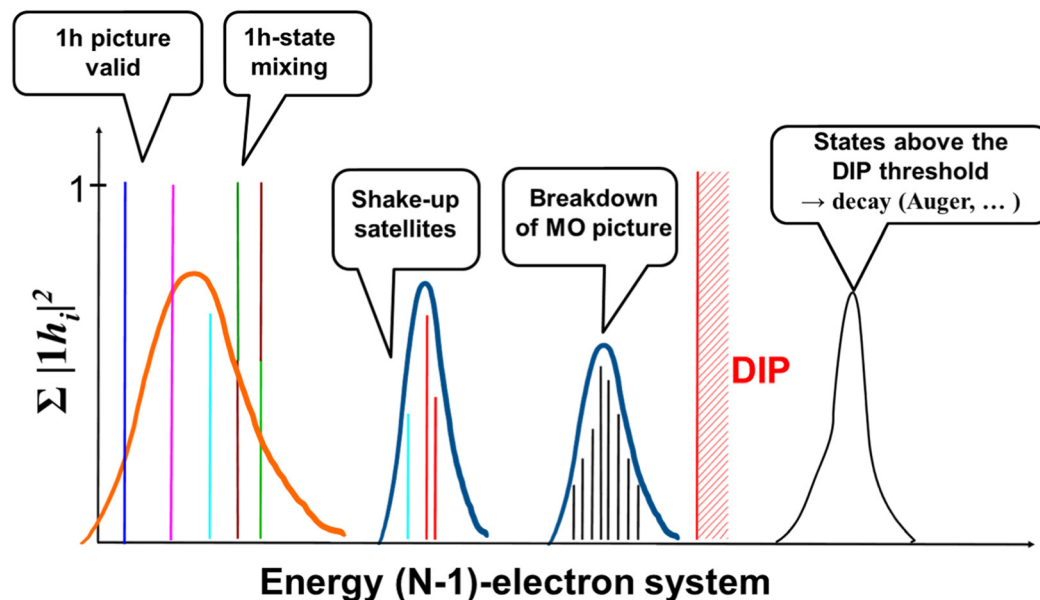 1h picture
valid
1h-state
mixing
States above the
DIP threshold
→ decay (Auger, … )
1
Shake-up
satellites
Breakdown
of MO picture
Σ |1hᵢ|²
DIP
Energy (N-1)-electron system